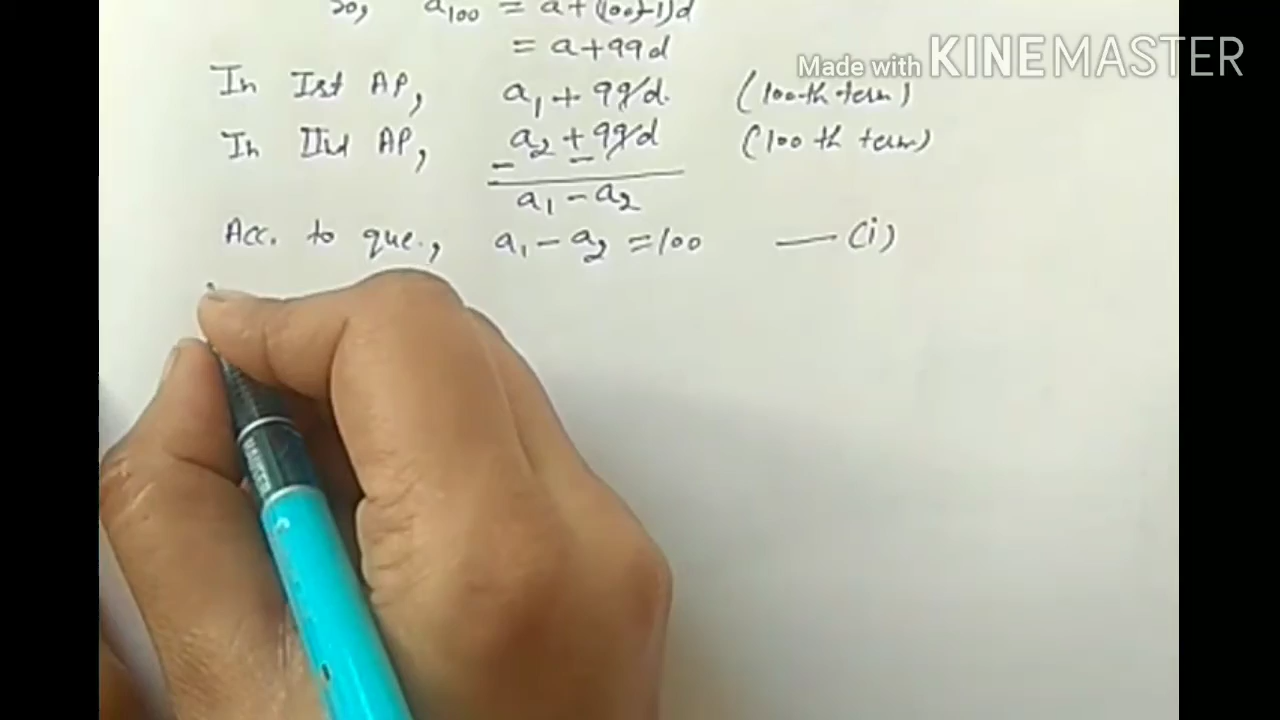 So, a₁₀₀ = a + (100-1)d
= a + 99d
Made with KINEMASTER
In Ist AP, a₁ + 99d. (100th term)
In IInd AP, a₂ + 99d (100th term)
- -
a₁ - a₂
Acc. to que., a₁ - a₂ = 100 — (i)